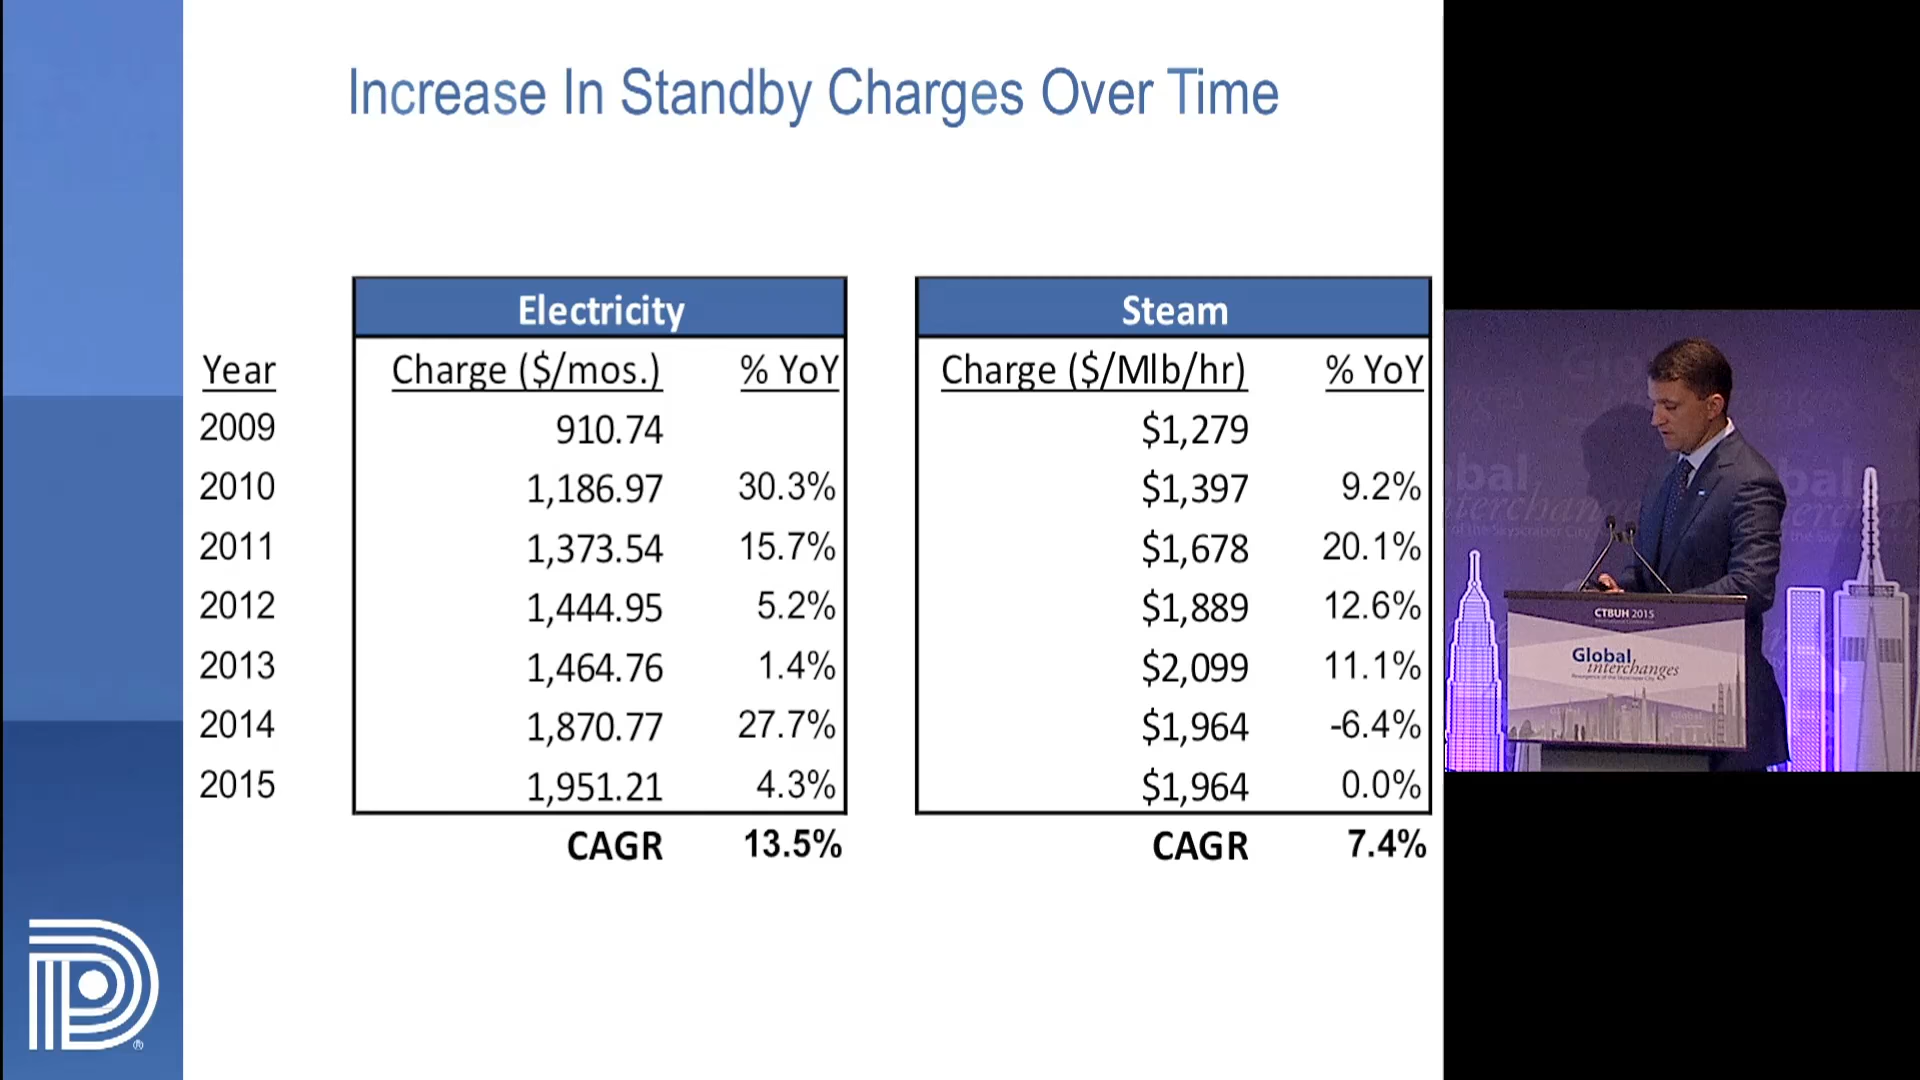 Increase In Standby Charges Over Time
Electricity Steam
Year Charge ($/mos.) % YoY Charge ($/Mlb/hr) % YoY
2009 910.74 $1,279
2010 1,186.97 30.3% $1,397 9.2%
2011 1,373.54 15.7% $1,678 20.1%
2012 1,444.95 5.2% $1,889 12.6%
2013 1,464.76 1.4% $2,099 11.1%
2014 1,870.77 27.7% $1,964 -6.4%
2015 1,951.21 4.3% $1,964 0.0%
CAGR 13.5% CAGR 7.4%
CTBUH 2015
Global
interchanges